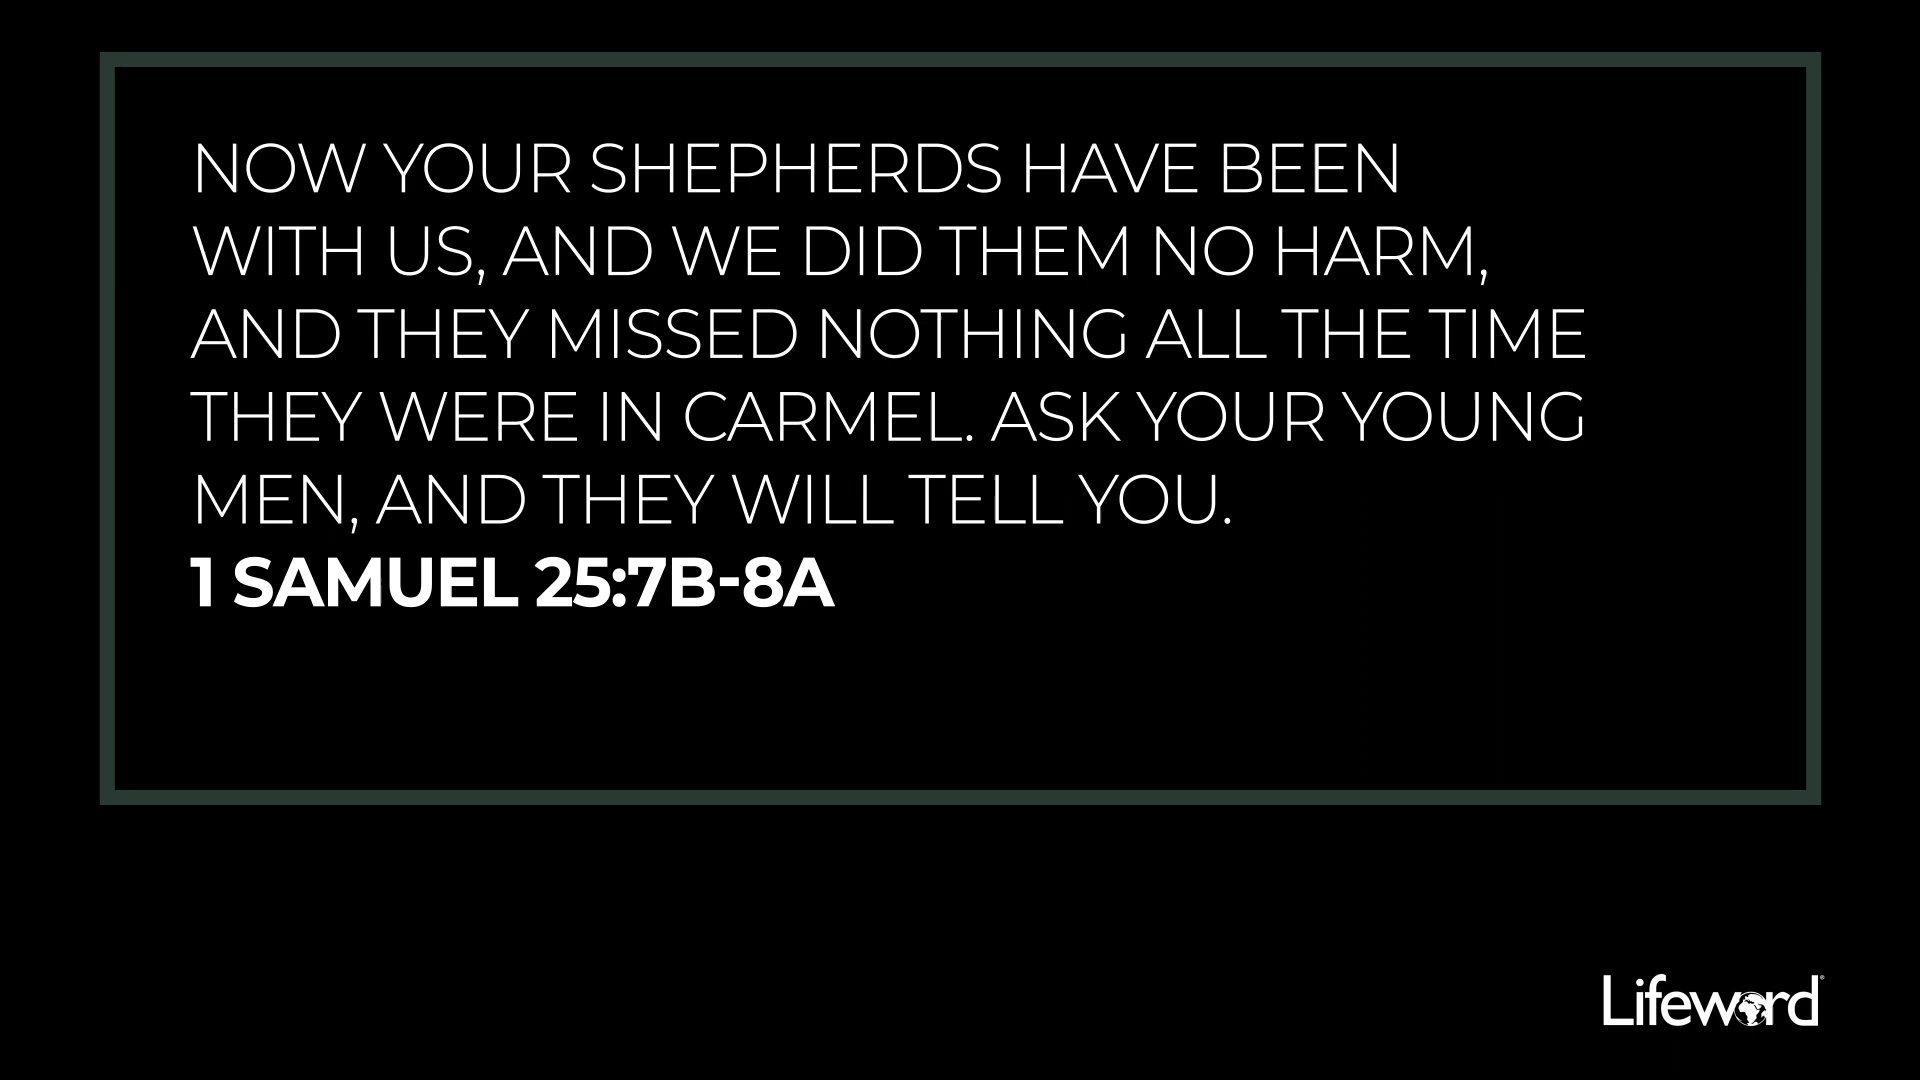 NOW YOUR SHEPHERDS HAVE BEEN
WITH US, AND WE DID THEM NO HARM,
AND THEY MISSED NOTHING ALL THE TIME
THEY WERE IN CARMEL. ASK YOUR YOUNG
MEN, AND THEY WILL TELL YOU.
1 SAMUEL 25:7B-8A
Lifeword®